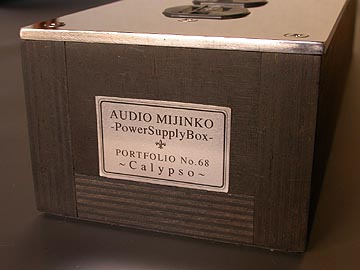 AUDIO MIJINKO
-PowerSupplyBox-
PORTFOLIO No.68
~Calypso~